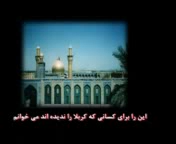 این را برای کسانی که کربلا را ندیده اند می خوانم